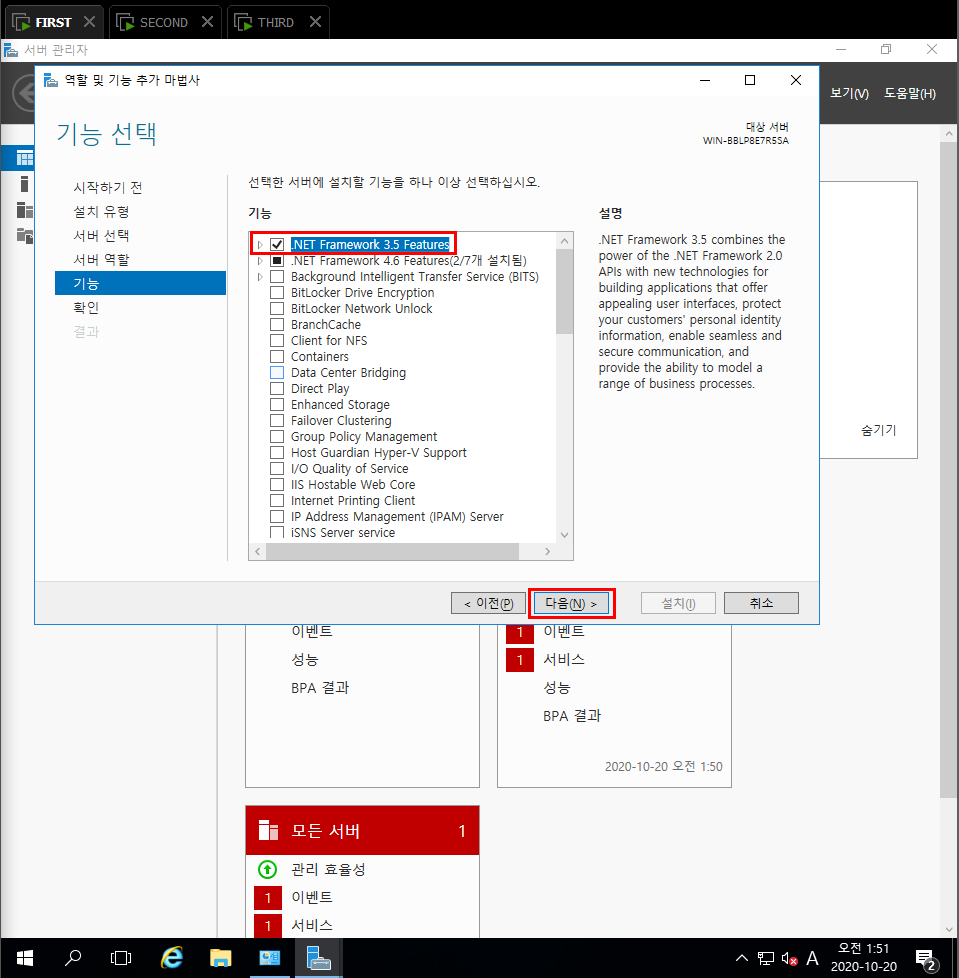 FIRST
SECOND
THIRD
서버 관리자
보기(V) 도움말(H)
역할 및 기능 추가 마법사
기능 선택
대상 서버
WIN-BBLP8E7R5SA
시작하기 전
설치 유형
서버 선택
서버 역할
기능
확인
결과
선택한 서버에 설치할 기능을 하나 이상 선택하십시오.
기능
.NET Framework 3.5 Features
.NET Framework 4.6 Features(2/7개 설치됨)
Background Intelligent Transfer Service (BITS)
BitLocker Drive Encryption
BitLocker Network Unlock
BranchCache
Client for NFS
Containers
Data Center Bridging
Direct Play
Enhanced Storage
Failover Clustering
Group Policy Management
Host Guardian Hyper-V Support
I/O Quality of Service
IIS Hostable Web Core
Internet Printing Client
IP Address Management (IPAM) Server
iSNS Server service
설명
.NET Framework 3.5 combines the
power of the .NET Framework 2.0
APIs with new technologies for
building applications that offer
appealing user interfaces, protect
your customers' personal identity
information, enable seamless and
secure communication, and
provide the ability to model a
range of business processes.
숨기기
< 이전(P)
다음(N) >
설치(I)
취소
이벤트
성능
BPA 결과
1 이벤트
1 서비스
성능
BPA 결과
2020-10-20 오전 1:50
모든 서버 1
관리 효율성
1 이벤트
1 서비스
A
오전 1:51
2020-10-20
2